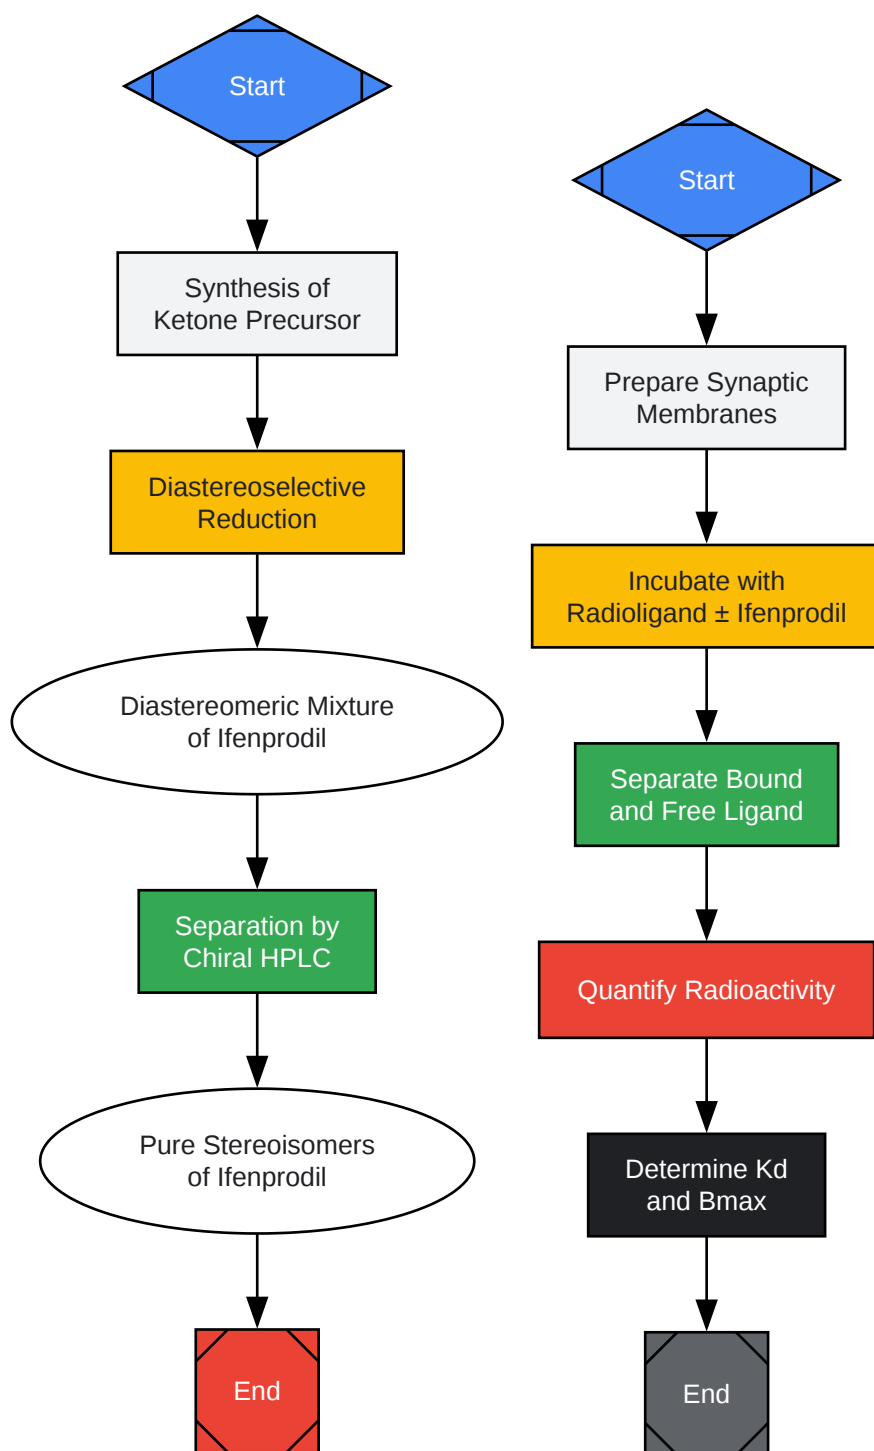 Start
Synthesis of
Ketone Precursor
Diastereoselective
Reduction
Diastereomeric Mixture
of Ifenprodil
Separation by
Chiral HPLC
Pure Stereoisomers
of Ifenprodil
End
Start
Prepare Synaptic
Membranes
Incubate with
Radioligand ± Ifenprodil
Separate Bound
and Free Ligand
Quantify Radioactivity
Determine Kd
and Bmax
End